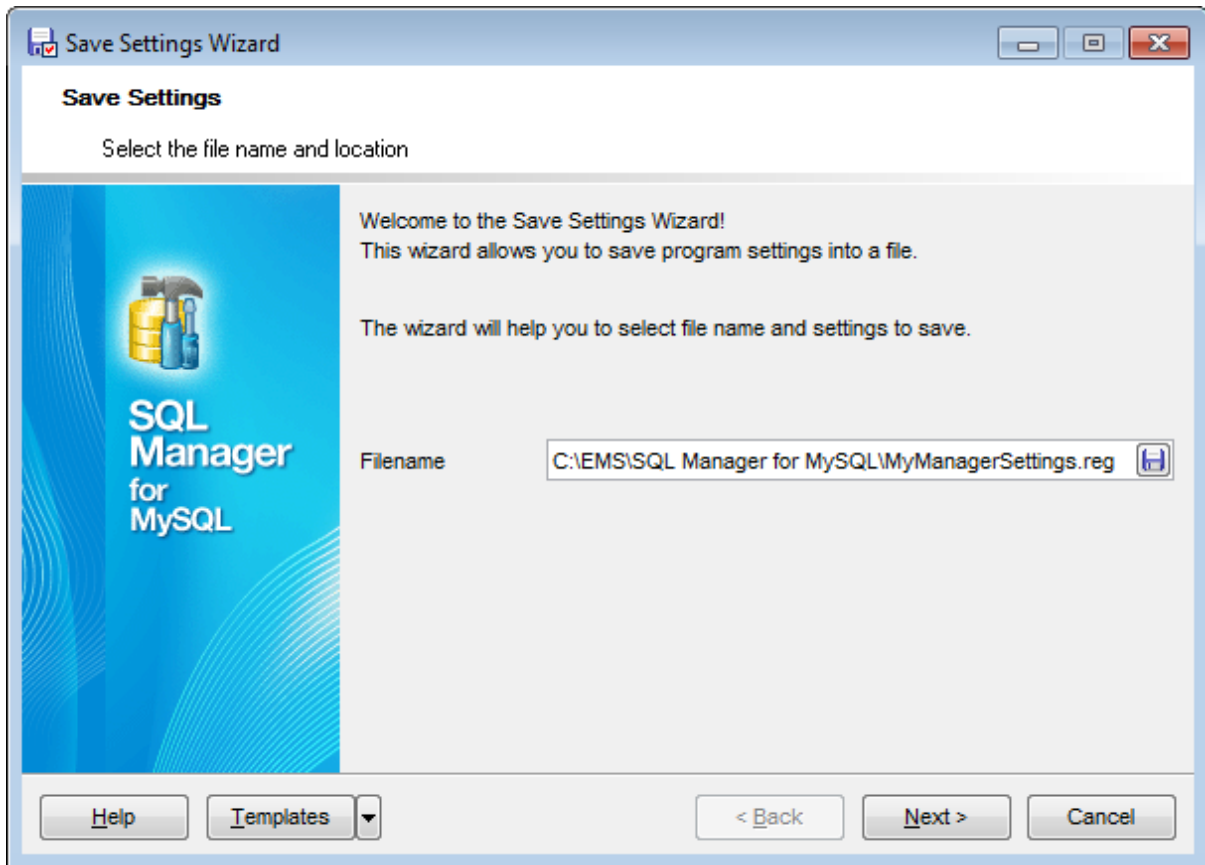 Save Settings Wizard
Save Settings
Select the file name and location
Welcome to the Save Settings Wizard!
This wizard allows you to save program settings into a file.
The wizard will help you to select file name and settings to save.
SQL
Manager
for
MySQL
Filename C:\EMS\SQL Manager for MySQL\MyManagerSettings.reg
Help Templates < Back Next > Cancel